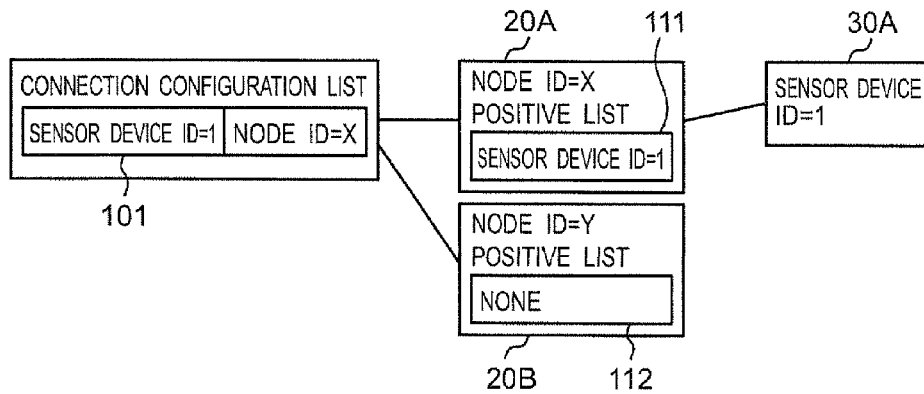 20A
111
30A
CONNECTION CONFIGURATION LIST
SENSOR DEVICE ID=1 NODE ID=X
101
NODE ID=X
POSITIVE LIST
SENSOR DEVICE ID=1
SENSOR DEVICE
ID=1
NODE ID=Y
POSITIVE LIST
NONE
20B
112